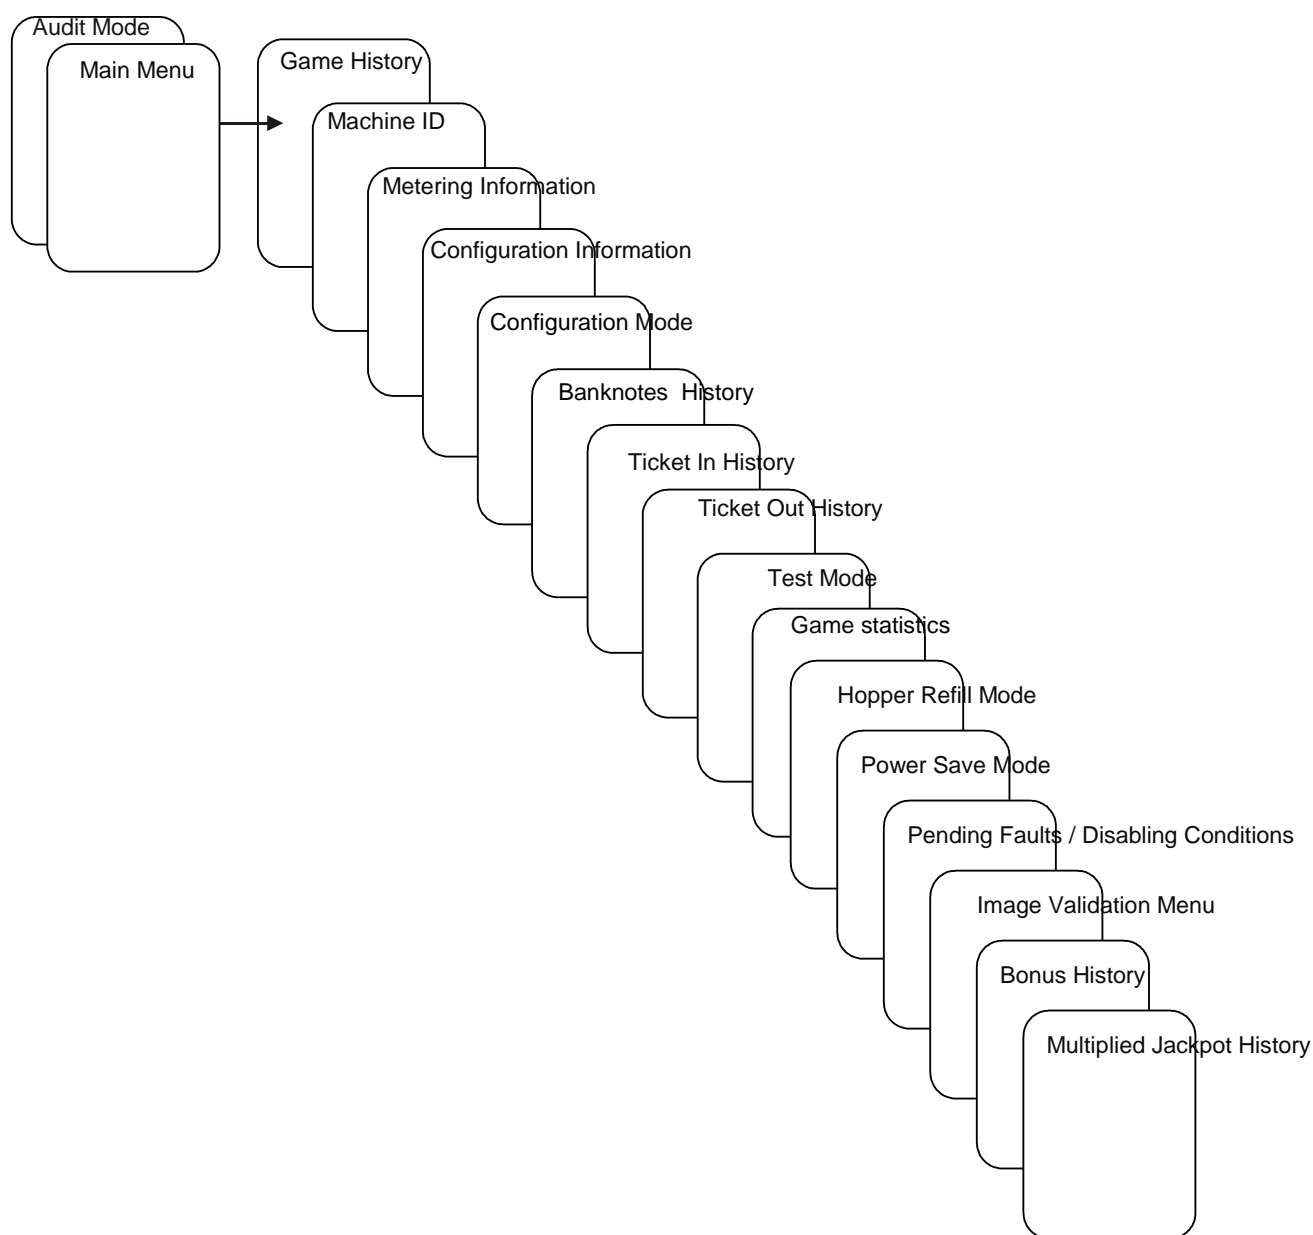 Audit Mode
Main Menu
Game History
Machine ID
Metering Information
Configuration Information
Configuration Mode
Banknotes  History
Ticket In History
Ticket Out History
Test Mode
Game statistics
Hopper Refill Mode
Power Save Mode
Pending Faults / Disabling Conditions
Image Validation Menu
Bonus History
Multiplied Jackpot History